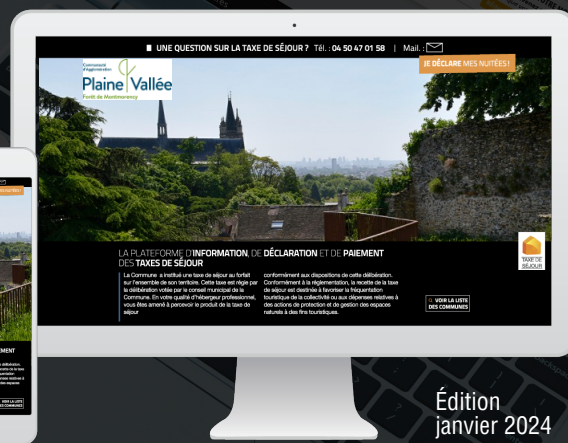 UNE QUESTION SUR LA TAXE DE SÉJOUR ? Tél. : 04 50 47 01 58 | Mail. :
JE DÉCLARE MES NUITÉES !
Communauté
d'Agglomération
Plaine Vallée
Forêt de Montmorency
LA PLATEFORME D'INFORMATION, DE DÉCLARATION ET DE PAIEMENT
DES TAXES DE SÉJOUR
La Commune a institué une taxe de séjour au forfait
sur l'ensemble de son territoire. Cette taxe est régie par
la délibération votée par le conseil municipal de la
Commune. En votre qualité d'hébergeur professionnel,
vous êtes amené à percevoir le produit de la taxe de
séjour
conformément aux dispositions de cette délibération.
Conformément à la réglementation, la recette de la taxe
de séjour est destinée à favoriser la fréquentation
touristique de la collectivité ou aux dépenses relatives à
des actions de protection et de gestion des espaces
naturels à des fins touristiques.
TAXE DE
SÉJOUR
VOIR LA LISTE
DES COMMUNES
VOIR LA LISTE
DES COMMUNES
Édition
janvier 2024